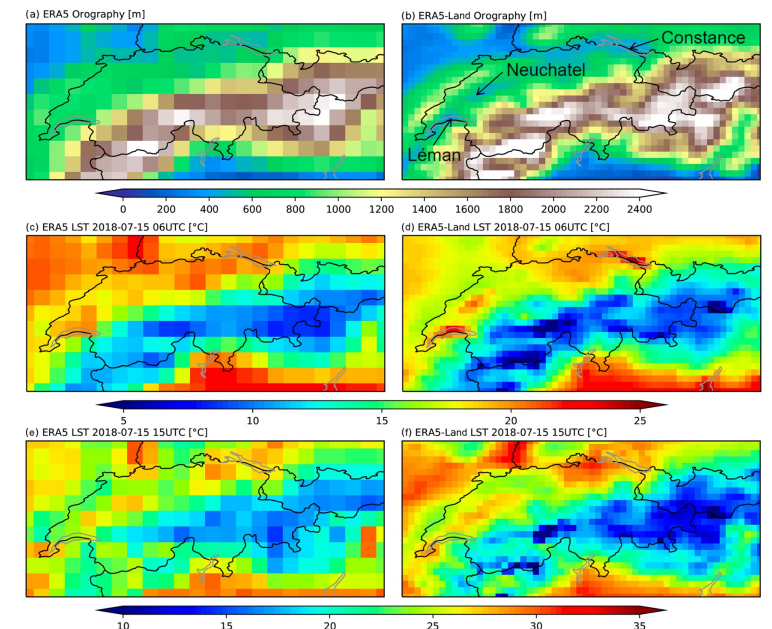 (a) ERA5 Orography [m]
(b) ERA5-Land Orography [m]
Constance
Neuchatel
Léman
0 200 400 600 800 1000 1200 1400 1600 1800 2000 2200 2400
(c) ERA5 LST 2018-07-15 06UTC [°C]
(d) ERA5-Land LST 2018-07-15 06UTC [°C]
5 10 15 20 25
(e) ERA5 LST 2018-07-15 15UTC [°C]
(f) ERA5-Land LST 2018-07-15 15UTC [°C]
10 15 20 25 30 35